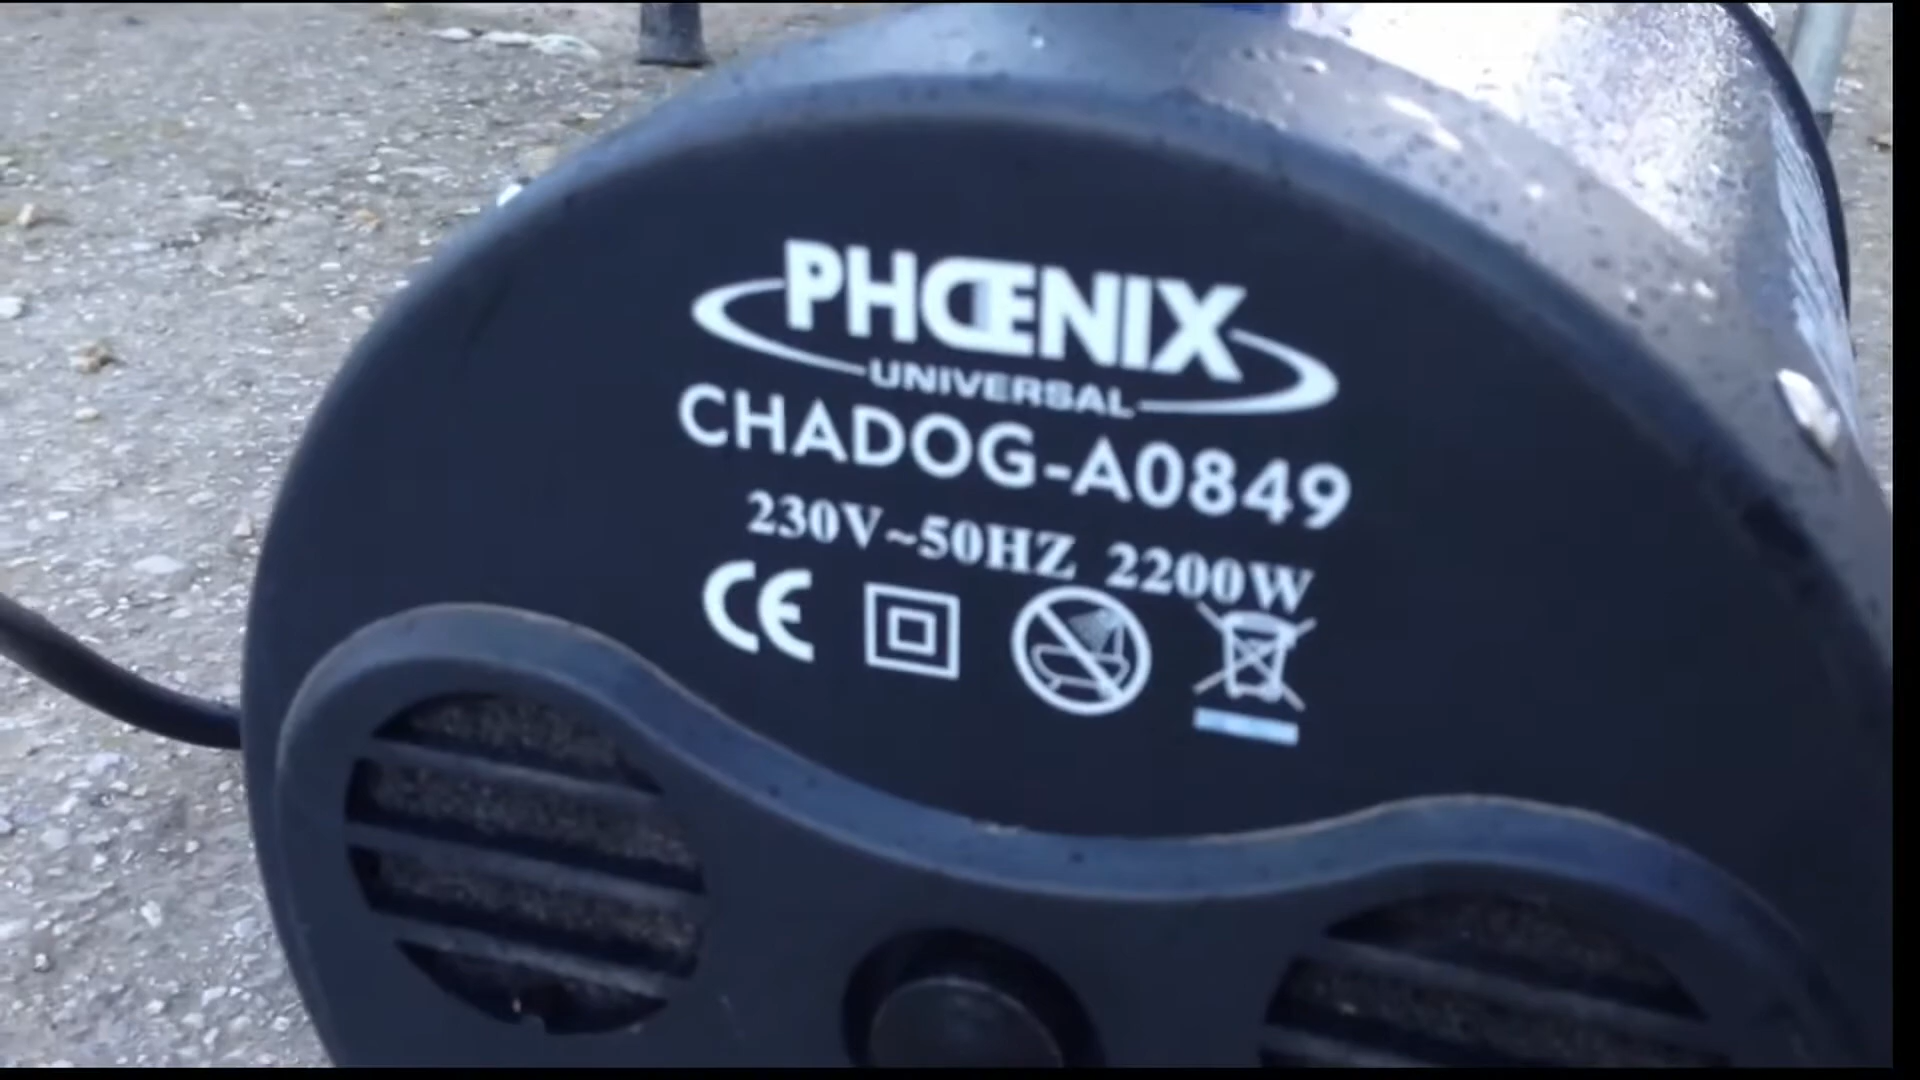 PHŒNIX
UNIVERSAL
CHADOG-A0849
230V~50HZ 2200W
CE